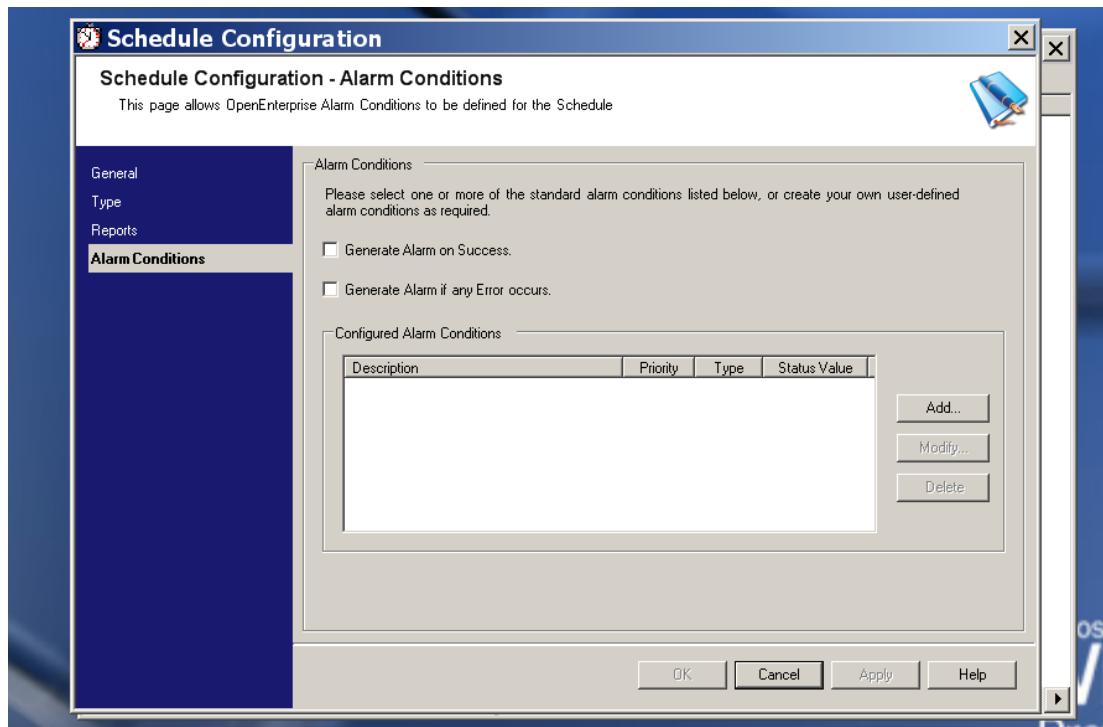 Schedule Configuration
Schedule Configuration - Alarm Conditions
This page allows OpenEnterprise Alarm Conditions to be defined for the Schedule
General
Type
Reports
Alarm Conditions
Alarm Conditions
Please select one or more of the standard alarm conditions listed below, or create your own user-defined
alarm conditions as required.
Generate Alarm on Success.
Generate Alarm if any Error occurs.
Configured Alarm Conditions
Description Priority Type Status Value
Add...
Modify...
Delete
OK Cancel Apply Help